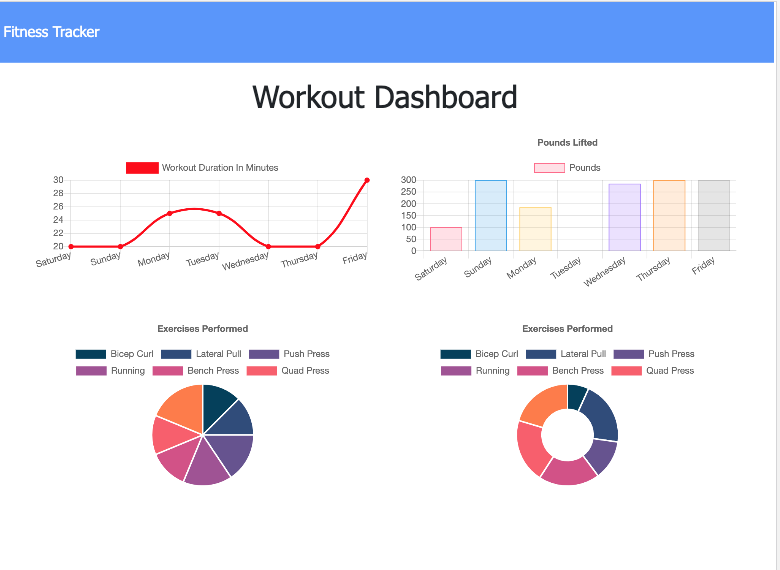 Fitness Tracker
Workout Dashboard
Workout Duration In Minutes
30
28
26
24
22
20
Saturday Sunday Monday Tuesday Wednesday Thursday Friday
Pounds Lifted
Pounds
300
250
200
150
100
50
0
Saturday Sunday Monday Tuesday Wednesday Thursday Friday
Exercises Performed
Bicep Curl Lateral Pull Push Press
Running Bench Press Quad Press
Exercises Performed
Bicep Curl Lateral Pull Push Press
Running Bench Press Quad Press